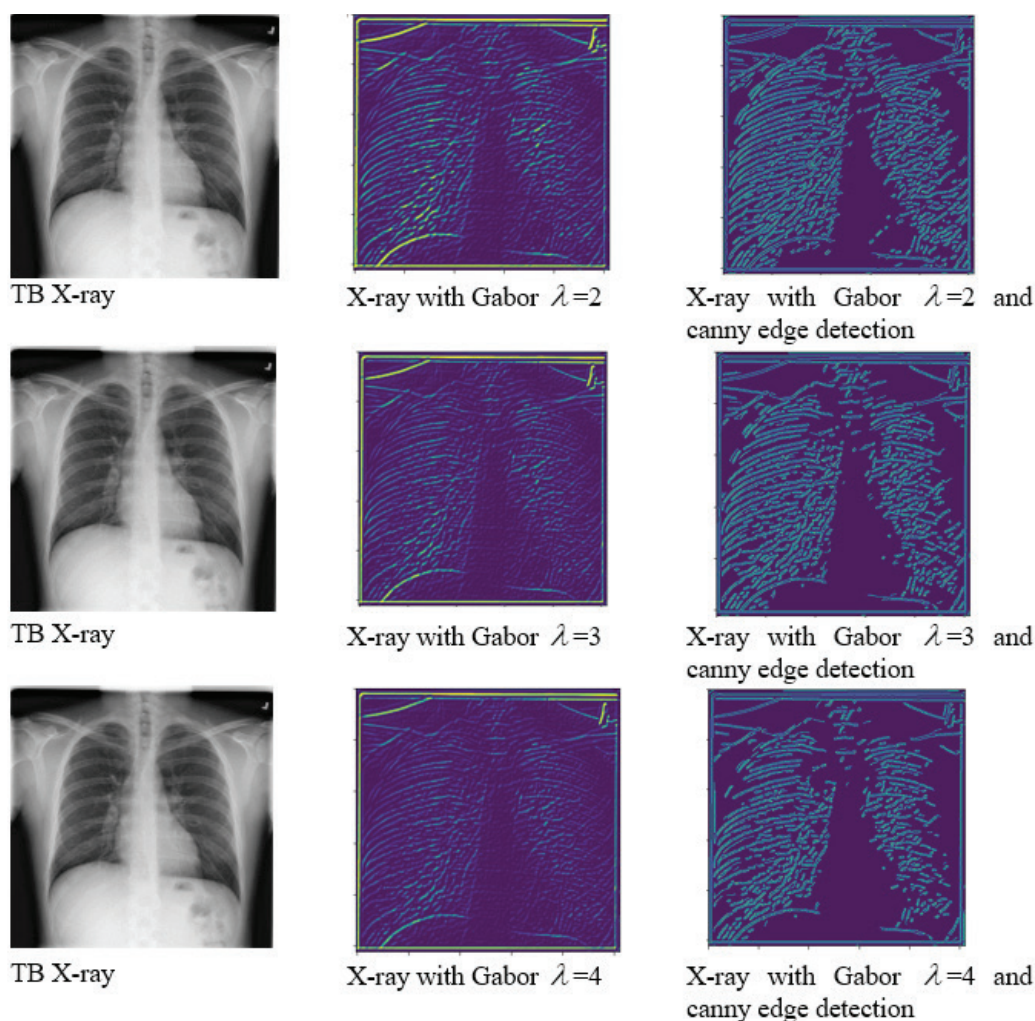 TB X-ray
X-ray with Gabor λ=2
X-ray with Gabor λ=2 and
canny edge detection
TB X-ray
X-ray with Gabor λ=3
X-ray with Gabor λ=3 and
canny edge detection
TB X-ray
X-ray with Gabor λ=4
X-ray with Gabor λ=4 and
canny edge detection